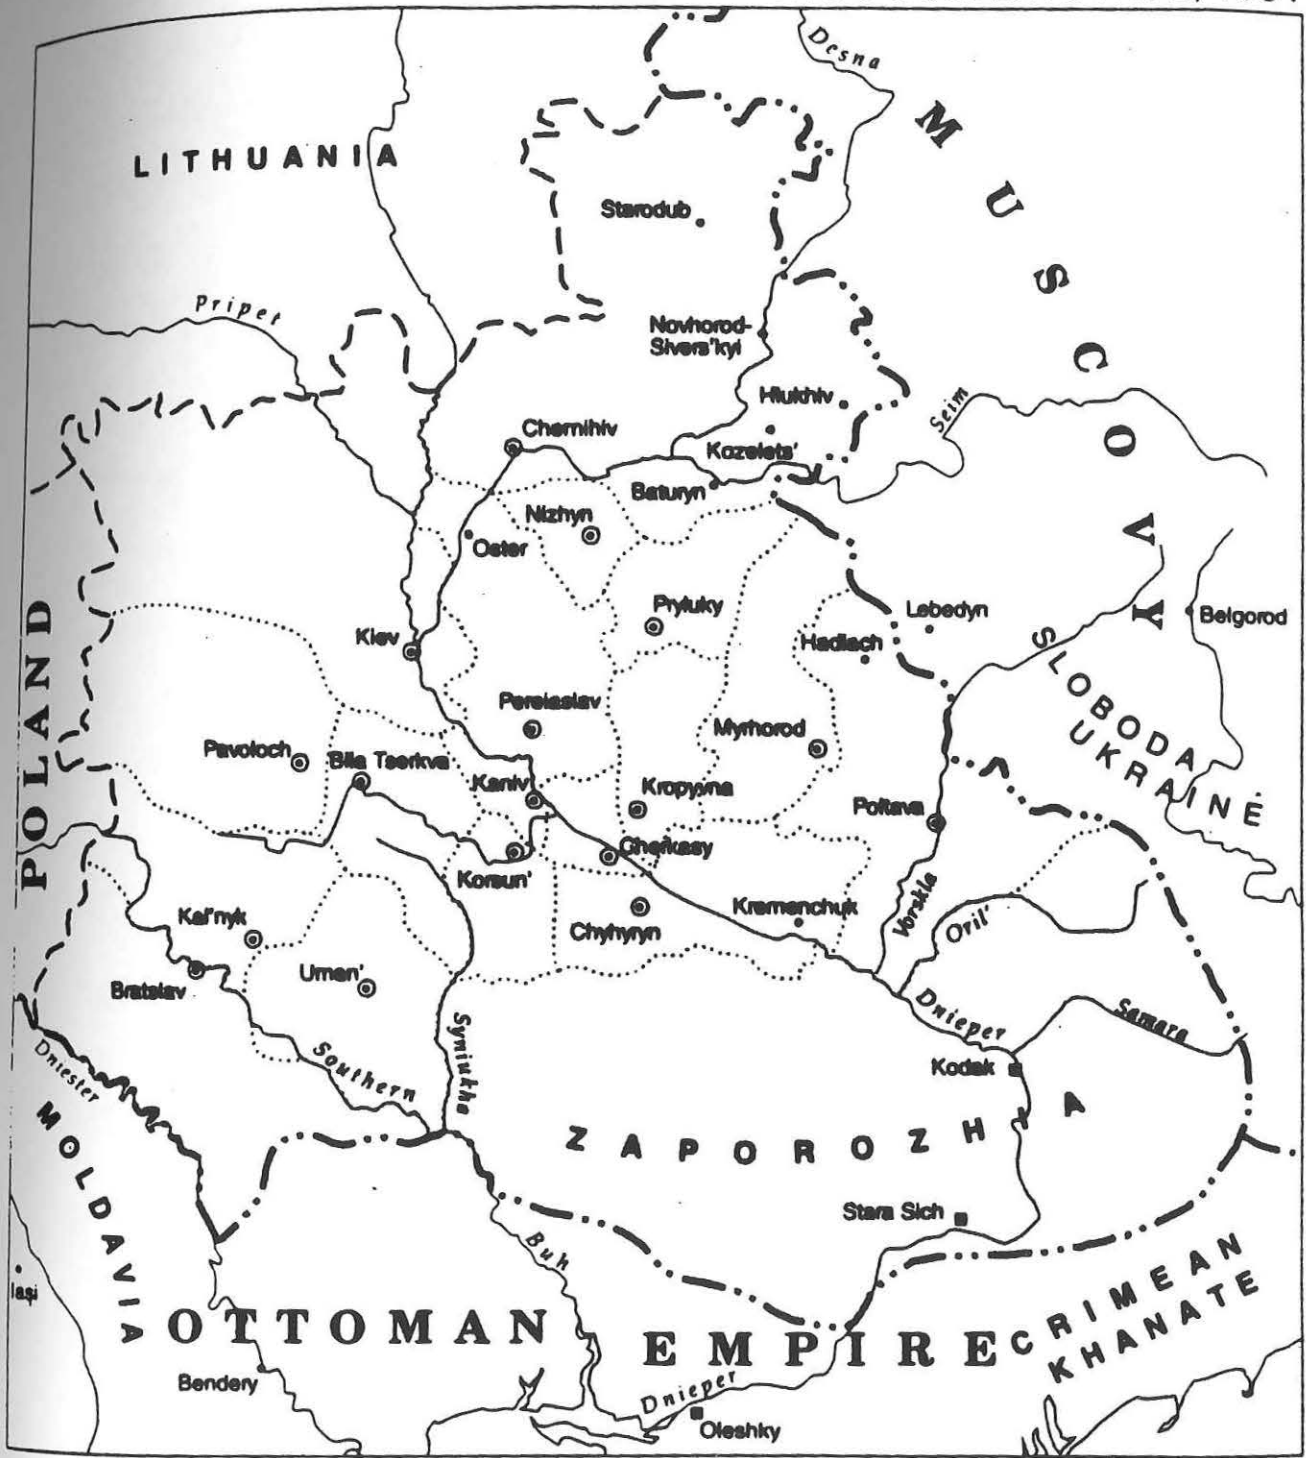 Desna
MUSCOVY
LITHUANIA
Starodub
Pripet
Novhorod-
Sivers'kyi
Hlukhiv
Seim
Chernihiv
Kozelets'
Baturyn
Nizhyn
Oster
POLAND
Pryluky
Lebedyn
Belgorod
Kiev
Hadiach
SLOBODA
UKRAINE
Pereiaslav
Myrhorod
Pavoloch
Bila Tserkva
Kaniv
Kropyvna
Poltava
Cherkasy
Korsun'
Vorskla
Oril'
Kal'nyk
Chyhyryn
Kremenchuk
Bratslav
Uman'
Dnieper
Samara
Syniukha
Southern
Dniester
Kodak
MOLDAVIA
ZAPOROZHIA
Stara Sich
Buh
Iaşi
OTTOMAN EMPIRE
CRIMEAN
KHANATE
Bendery
Dnieper
Oleshky